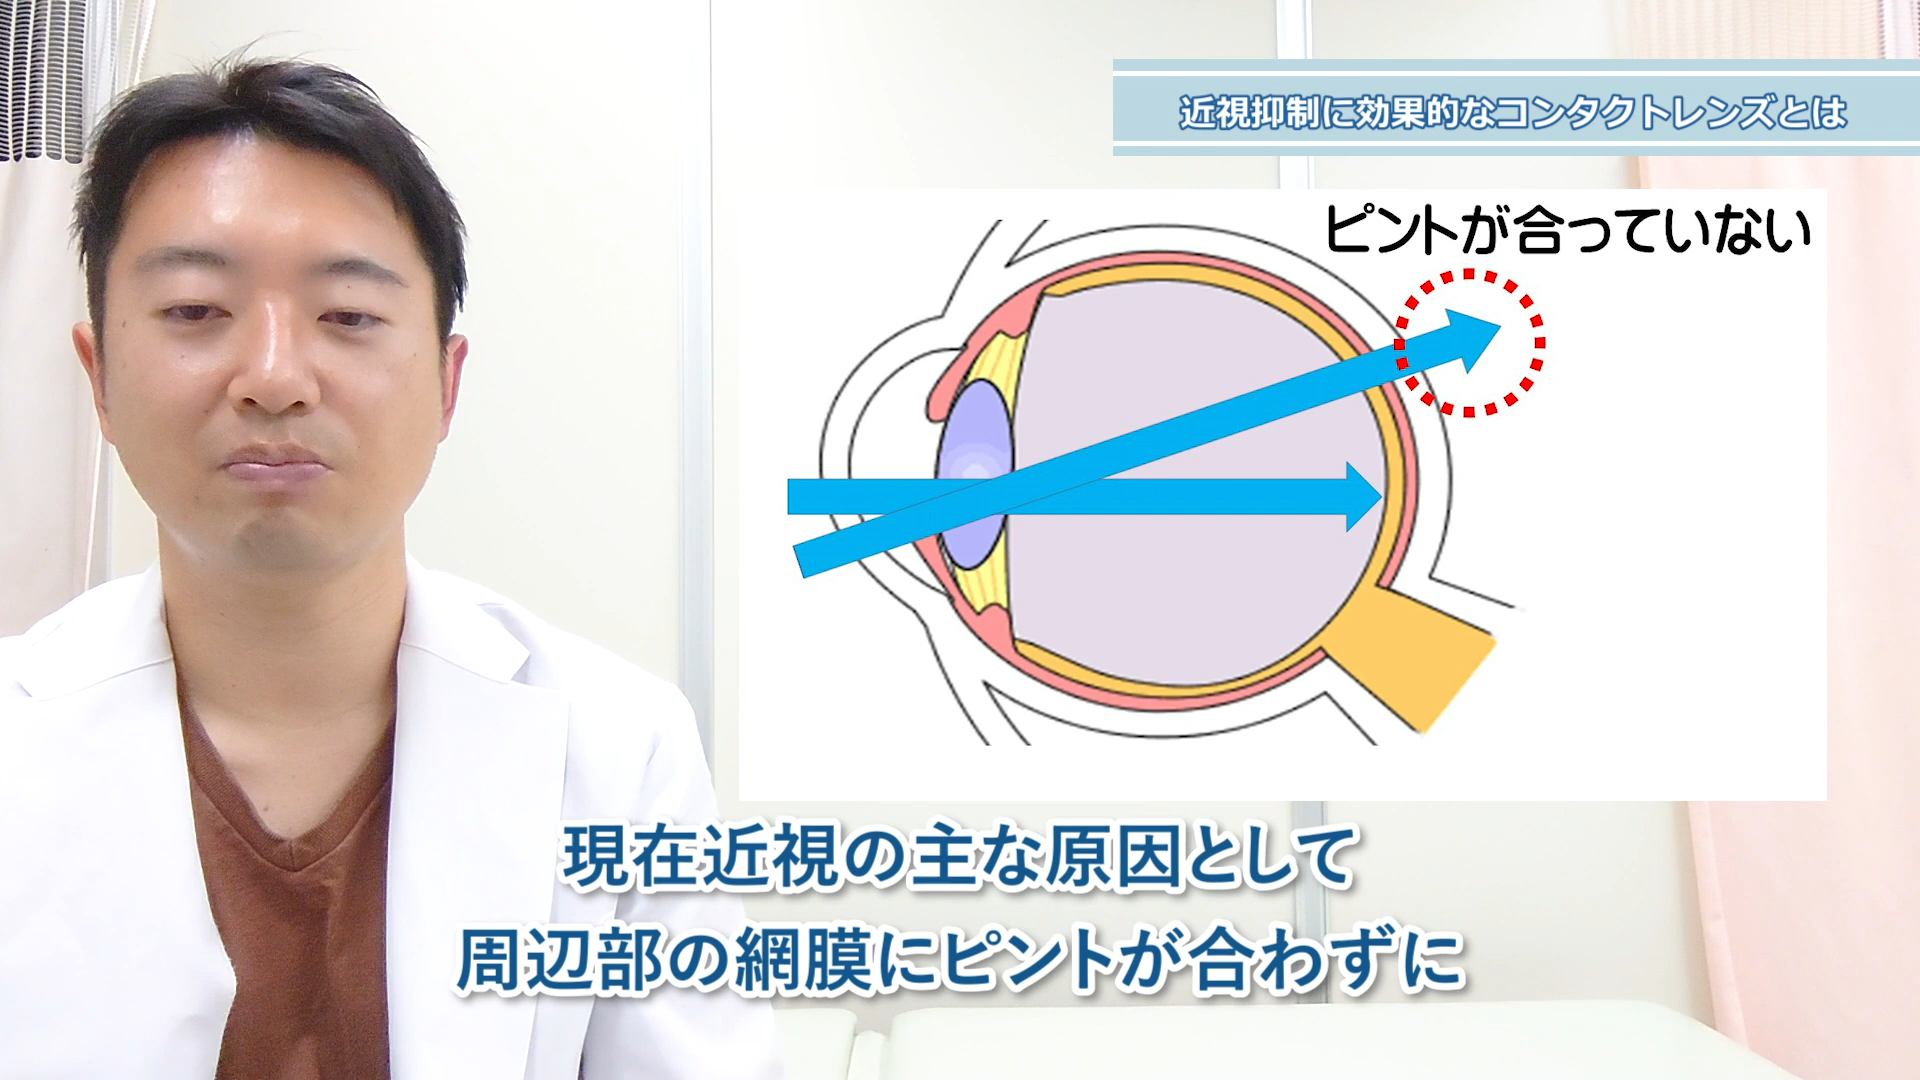 近視抑制に効果的なコンタクトレンズとは
ピントが合っていない
現在近視の主な原因として
周辺部の網膜にピントが合わずに